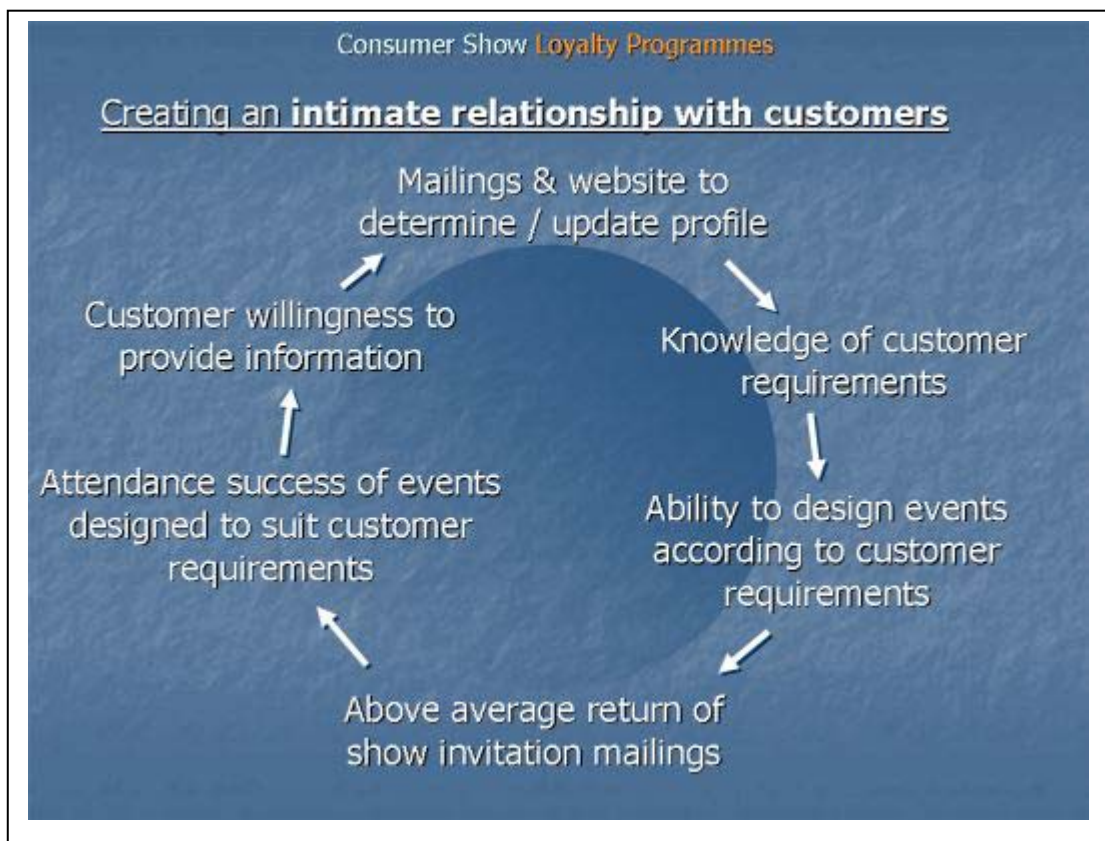 Consumer Show Loyalty Programmes
Creating an intimate relationship with customers
Mailings & website to
determine / update profile
Knowledge of customer
requirements
Ability to design events
according to customer
requirements
Above average return of
show invitation mailings
Attendance success of events
designed to suit customer
requirements
Customer willingness to
provide information